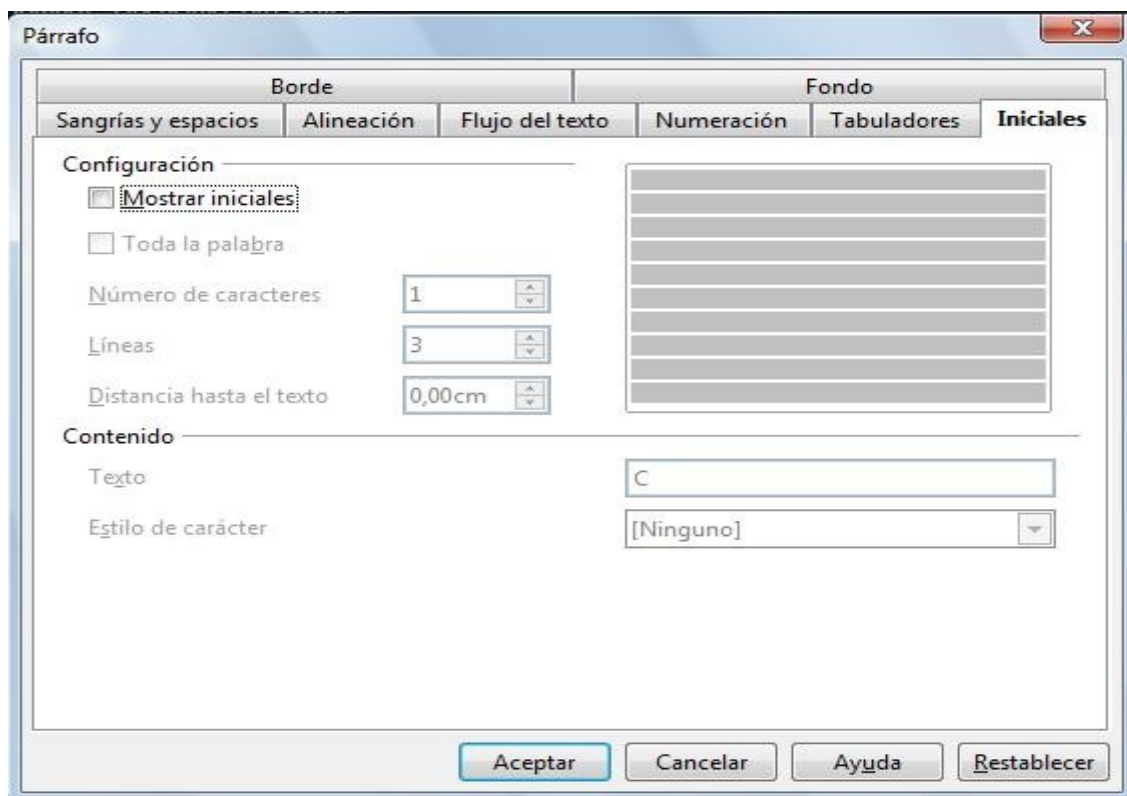 Párrafo
Borde Fondo
Sangrías y espacios Alineación Flujo del texto Numeración Tabuladores Iniciales
Configuración
Mostrar iniciales
Toda la palabra
Número de caracteres 1
Líneas 3
Distancia hasta el texto 0,00cm
Contenido
Texto C
Estilo de carácter [Ninguno]
Aceptar Cancelar Ayuda Restablecer